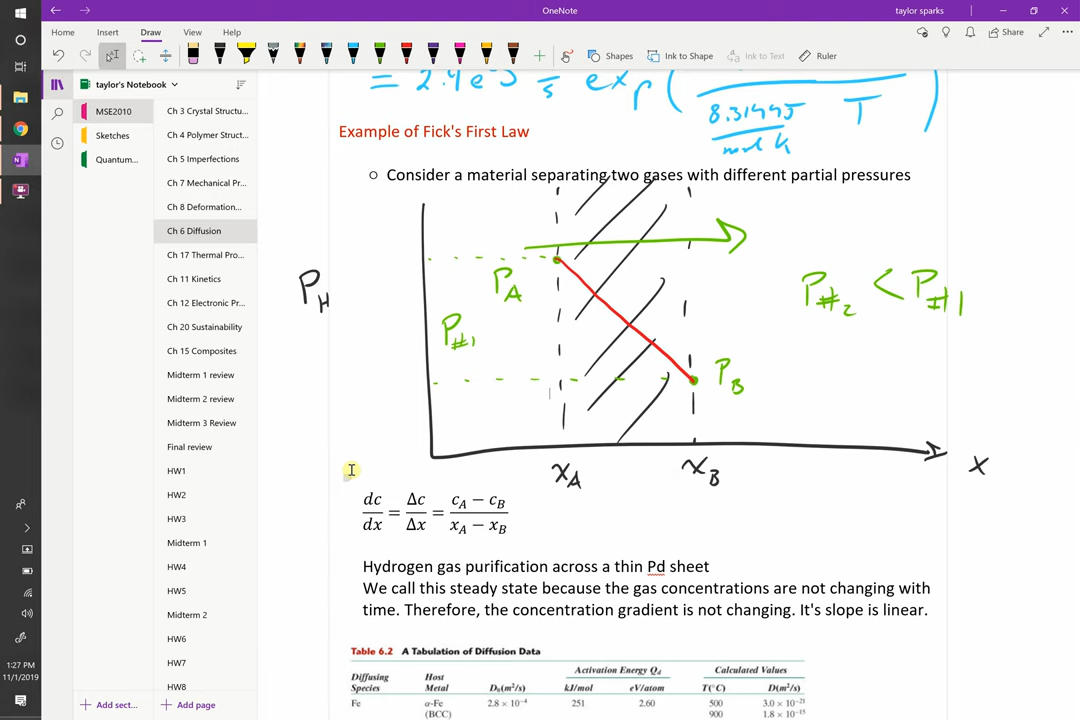 OneNote
taylor sparks
Home Insert Draw View Help
Share
Shapes Ink to Shape Ink to Text Ruler
taylor's Notebook
MSE2010
Sketches
Quantum...
Ch 3 Crystal Structu...
Ch 4 Polymer Struct...
Ch 5 Imperfections
Ch 7 Mechanical Pr...
Ch 8 Deformation...
Ch 6 Diffusion
Ch 17 Thermal Pro...
Ch 11 Kinetics
Ch 12 Electronic Pr...
Ch 20 Sustainability
Ch 15 Composites
Midterm 1 review
Midterm 2 review
Midterm 3 Review
Final review
HW1
HW2
HW3
Midterm 1
HW4
HW5
Midterm 2
HW6
HW7
HW8
Add sect...
Add page
1:27 PM
11/1/2019
exp(
8.31445 T
mol K
Example of Fick's First Law
Consider a material separating two gases with different partial pressures
P_A
P_H
P_H2 < P_H1
P_H1
P_B
x_A x_B x
dc/dx = Δc/Δx = (c_A − c_B)/(x_A − x_B)
Hydrogen gas purification across a thin Pd sheet
We call this steady state because the gas concentrations are not changing with
time. Therefore, the concentration gradient is not changing. It's slope is linear.
Table 6.2 A Tabulation of Diffusion Data
Activation Energy Q_d Calculated Values
Diffusing Species Host Metal D₀(m²/s) kJ/mol eV/atom T(°C) D(m²/s)
Fe α-Fe (BCC) 2.8 × 10⁻⁴ 251 2.60 500 3.0 × 10⁻²¹
900 1.8 × 10⁻¹⁵